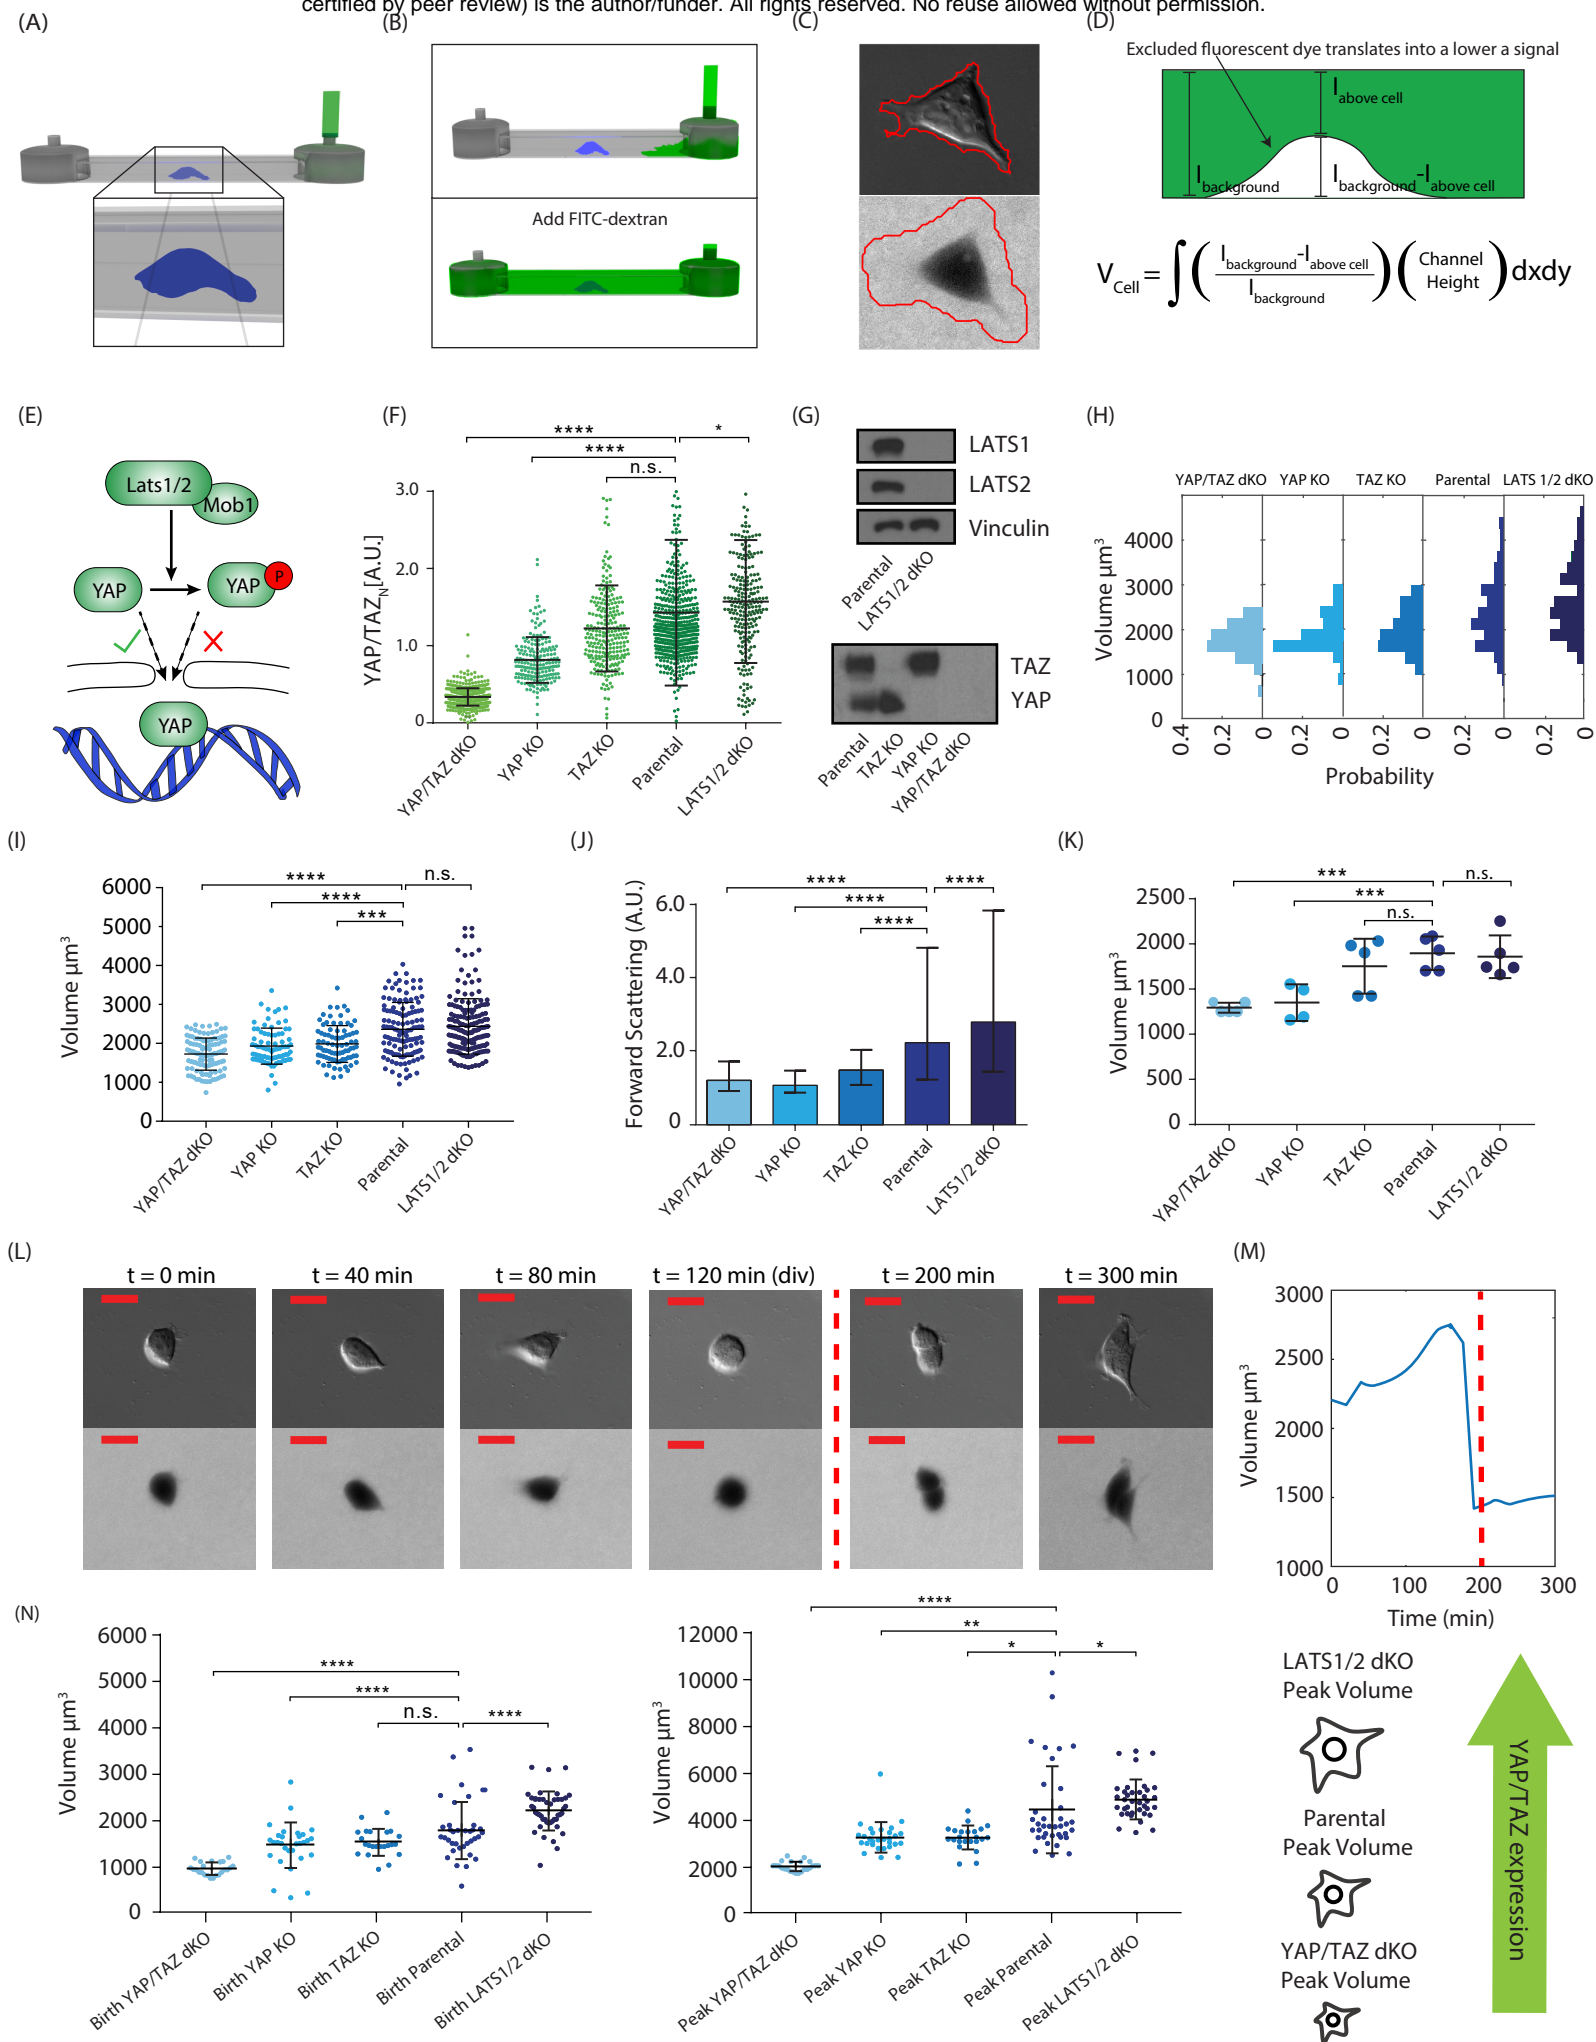 certified by peer review) is the author/funder. All rights reserved. No reuse allowed without permission.
(A)
(B)
Add FITC-dextran
(C)
(D)
Excluded fluorescent dye translates into a lower a signal
I above cell
I background
I background-I above cell
V Cell = ∫ ( I background-I above cell / I background ) ( Channel Height ) dxdy
(E)
Lats1/2
Mob1
YAP
YAP
P
YAP
(F)
****
*
****
n.s.
YAP/TAZN[A.U.]
3.0
2.0
1.0
0
YAP/TAZ dKO
YAP KO
TAZ KO
Parental
LATS1/2 dKO
(G)
LATS1
LATS2
Vinculin
Parental
LATS1/2 dKO
TAZ
YAP
Parental
TAZ KO
YAP KO
YAP/TAZ dKO
(H)
YAP/TAZ dKO YAP KO TAZ KO Parental LATS 1/2 dKO
Volume µm³
4000
3000
2000
1000
0
0.4 0.2 0 0.2 0 0.2 0 0.2 0 0.2 0
Probability
(I)
**** n.s.
****
***
Volume µm³
6000
5000
4000
3000
2000
1000
0
YAP/TAZ dKO
YAP KO
TAZ KO
Parental
LATS1/2 dKO
(J)
**** ****
****
****
Forward Scattering (A.U.)
6.0
4.0
2.0
0
YAP/TAZ dKO
YAP KO
TAZ KO
Parental
LATS1/2 dKO
(K)
*** n.s.
***
n.s.
Volume µm³
2500
2000
1500
1000
500
0
YAP/TAZ dKO
YAP KO
TAZ KO
Parental
LATS1/2 dKO
(L)
t = 0 min t = 40 min t = 80 min t = 120 min (div) t = 200 min t = 300 min
(M)
Volume µm³
3000
2500
2000
1500
1000
0 100 200 300
Time (min)
(N)
****
****
n.s. ****
Volume µm³
6000
5000
4000
3000
2000
1000
0
Birth YAP/TAZ dKO
Birth YAP KO
Birth TAZ KO
Birth Parental
Birth LATS1/2 dKO
****
**
* *
Volume µm³
12000
10000
8000
6000
4000
2000
0
Peak YAP/TAZ dKO
Peak YAP KO
Peak TAZ KO
Peak Parental
Peak LATS1/2 dKO
LATS1/2 dKO
Peak Volume
Parental
Peak Volume
YAP/TAZ dKO
Peak Volume
YAP/TAZ expression